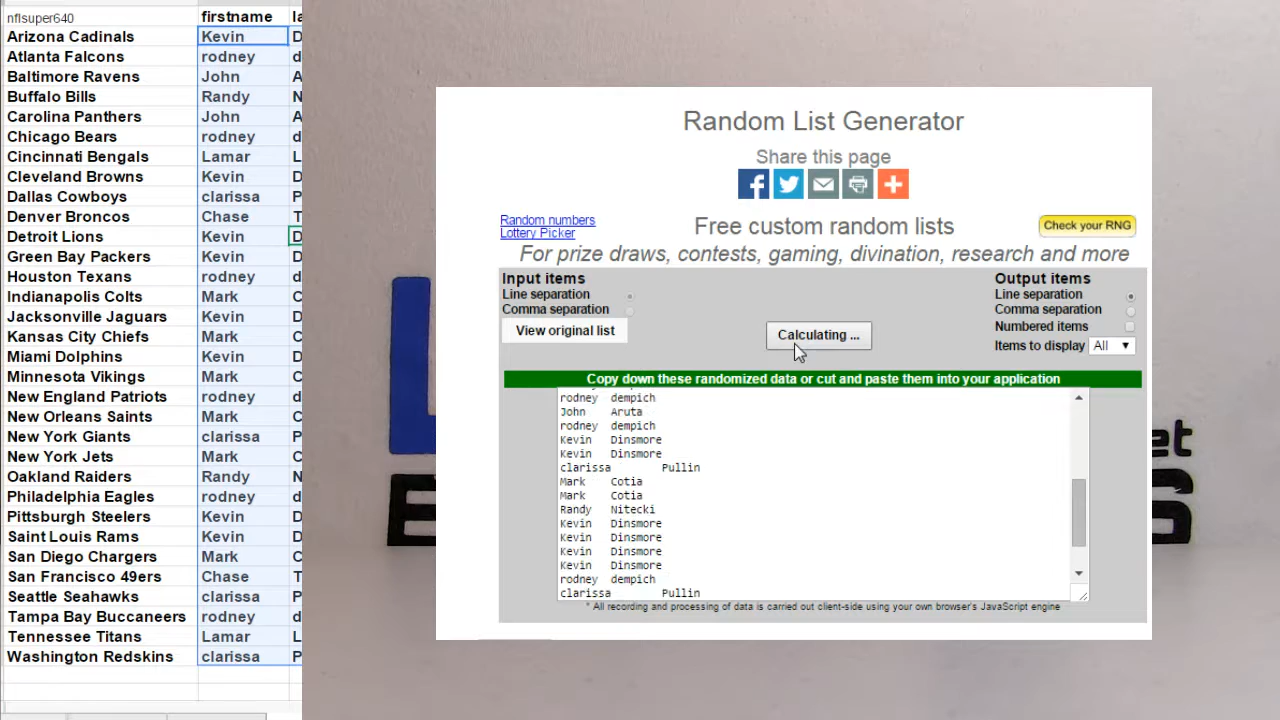 nflsuper640 firstname
Arizona Cadinals Kevin
Atlanta Falcons rodney
Baltimore Ravens John
Buffalo Bills Randy
Carolina Panthers John
Chicago Bears rodney
Cincinnati Bengals Lamar
Cleveland Browns Kevin
Dallas Cowboys clarissa
Denver Broncos Chase
Detroit Lions Kevin
Green Bay Packers Kevin
Houston Texans rodney
Indianapolis Colts Mark
Jacksonville Jaguars Kevin
Kansas City Chiefs Mark
Miami Dolphins Kevin
Minnesota Vikings Mark
New England Patriots rodney
New Orleans Saints Mark
New York Giants clarissa
New York Jets Mark
Oakland Raiders Randy
Philadelphia Eagles rodney
Pittsburgh Steelers Kevin
Saint Louis Rams Kevin
San Diego Chargers Mark
San Francisco 49ers Chase
Seattle Seahawks clarissa
Tampa Bay Buccaneers rodney
Tennessee Titans Lamar
Washington Redskins clarissa
Random List Generator
Share this page
Random numbers
Lottery Picker
Free custom random lists
Check your RNG
For prize draws, contests, gaming, divination, research and more
Input items
Line separation
Comma separation
View original list
Calculating ...
Output items
Line separation
Comma separation
Numbered items
Items to display All
Copy down these randomized data or cut and paste them into your application
rodney dempich
John Aruta
rodney dempich
Kevin Dinsmore
Kevin Dinsmore
clarissa Pullin
Mark Cotia
Mark Cotia
Randy Nitecki
Kevin Dinsmore
Kevin Dinsmore
Kevin Dinsmore
rodney dempich
clarissa Pullin
* All recording and processing of data is carried out client-side using your own browser's JavaScript engine